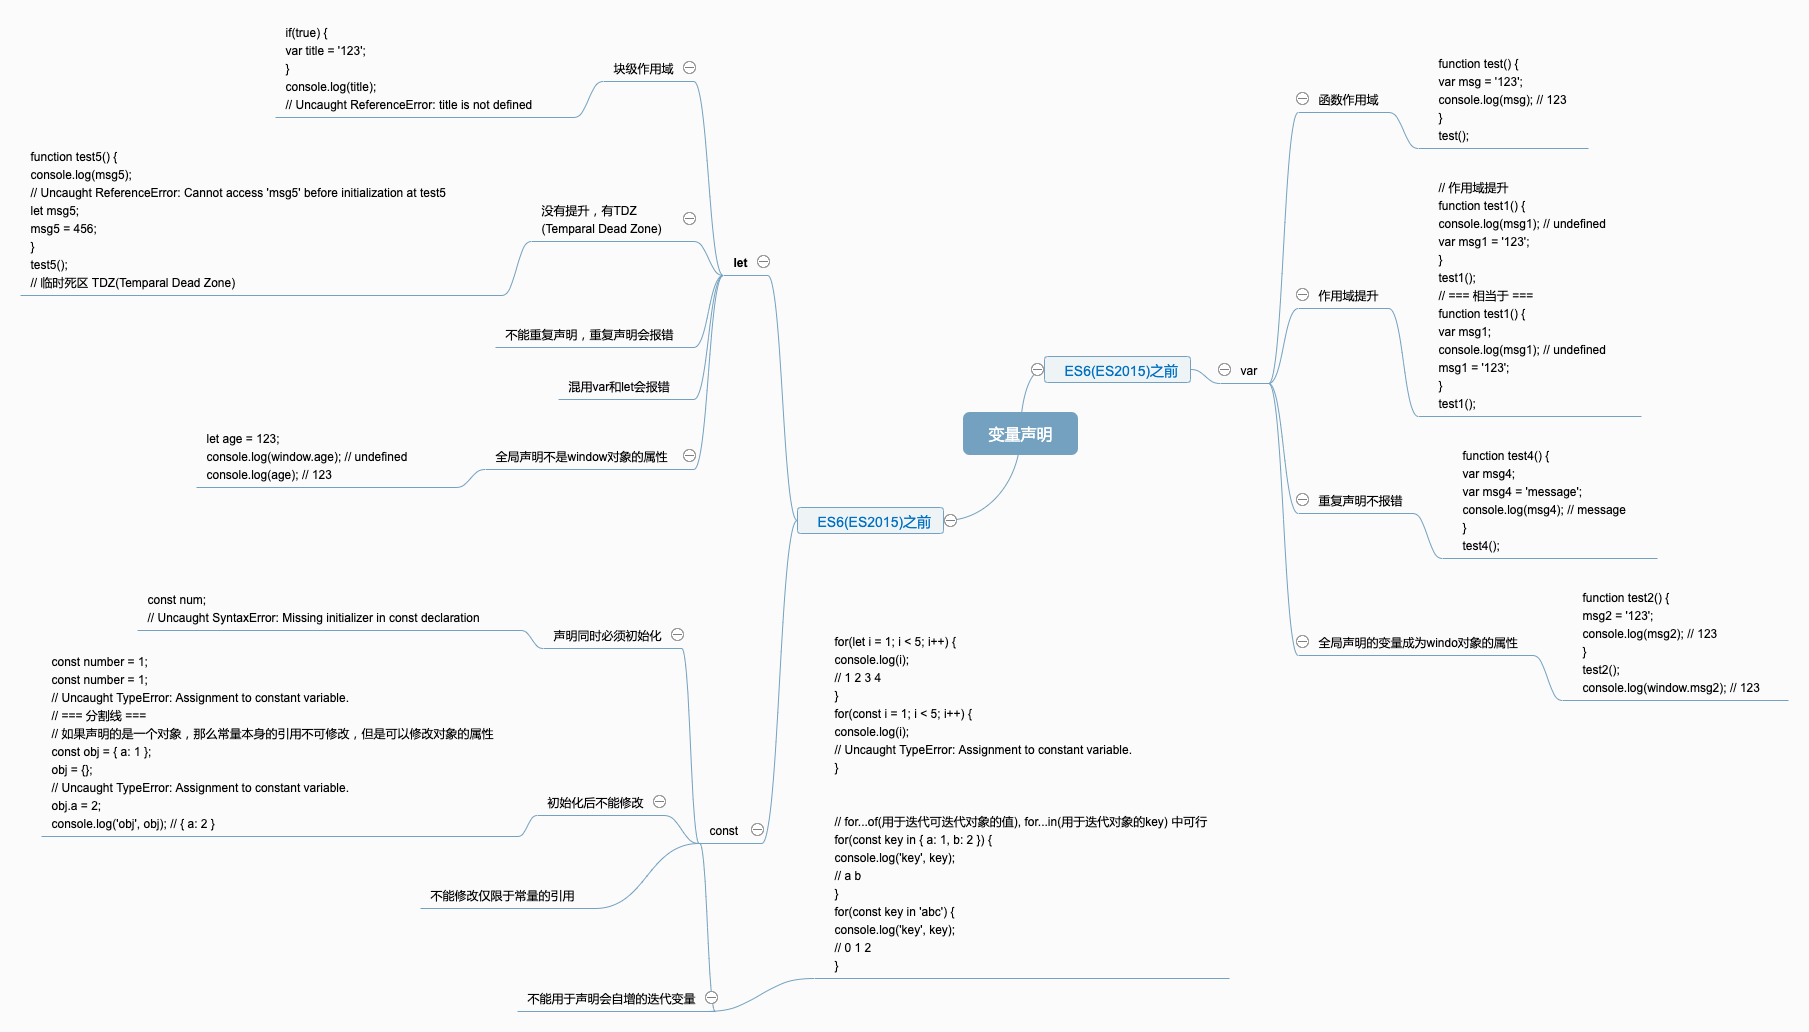 变量声明
ES6(ES2015)之前
var
函数作用域
function test() {
var msg = '123';
console.log(msg); // 123
}
test();
作用域提升
// 作用域提升
function test1() {
console.log(msg1); // undefined
var msg1 = '123';
}
test1();
// === 相当于 ===
function test1() {
var msg1;
console.log(msg1); // undefined
msg1 = '123';
}
test1();
重复声明不报错
function test4() {
var msg4;
var msg4 = 'message';
console.log(msg4); // message
}
test4();
全局声明的变量成为windo对象的属性
function test2() {
msg2 = '123';
console.log(msg2); // 123
}
test2();
console.log(window.msg2); // 123
ES6(ES2015)之前
let
块级作用域
if(true) {
var title = '123';
}
console.log(title);
// Uncaught ReferenceError: title is not defined
没有提升，有TDZ
(Temparal Dead Zone)
function test5() {
console.log(msg5);
// Uncaught ReferenceError: Cannot access 'msg5' before initialization at test5
let msg5;
msg5 = 456;
}
test5();
// 临时死区 TDZ(Temparal Dead Zone)
不能重复声明，重复声明会报错
混用var和let会报错
全局声明不是window对象的属性
let age = 123;
console.log(window.age); // undefined
console.log(age); // 123
const
声明同时必须初始化
const num;
// Uncaught SyntaxError: Missing initializer in const declaration
初始化后不能修改
const number = 1;
const number = 1;
// Uncaught TypeError: Assignment to constant variable.
// === 分割线 ===
// 如果声明的是一个对象，那么常量本身的引用不可修改，但是可以修改对象的属性
const obj = { a: 1 };
obj = {};
// Uncaught TypeError: Assignment to constant variable.
obj.a = 2;
console.log('obj', obj); // { a: 2 }
不能修改仅限于常量的引用
不能用于声明会自增的迭代变量
for(let i = 1; i < 5; i++) {
console.log(i);
// 1 2 3 4
}
for(const i = 1; i < 5; i++) {
console.log(i);
// Uncaught TypeError: Assignment to constant variable.
}
// for...of(用于迭代可迭代对象的值), for...in(用于迭代对象的key) 中可行
for(const key in { a: 1, b: 2 }) {
console.log('key', key);
// a b
}
for(const key in 'abc') {
console.log('key', key);
// 0 1 2
}